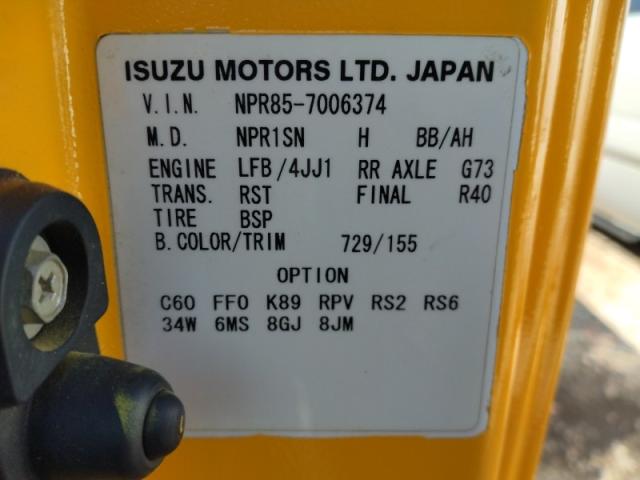 ISUZU MOTORS LTD. JAPAN
V.I.N. NPR85-7006374
M.D. NPR1SN H BB/AH
ENGINE LFB/4JJ1 RR AXLE G73
TRANS. RST FINAL R40
TIRE BSP
B.COLOR/TRIM 729/155
OPTION
C60 FF0 K89 RPV RS2 RS6
34W 6MS 8GJ 8JM